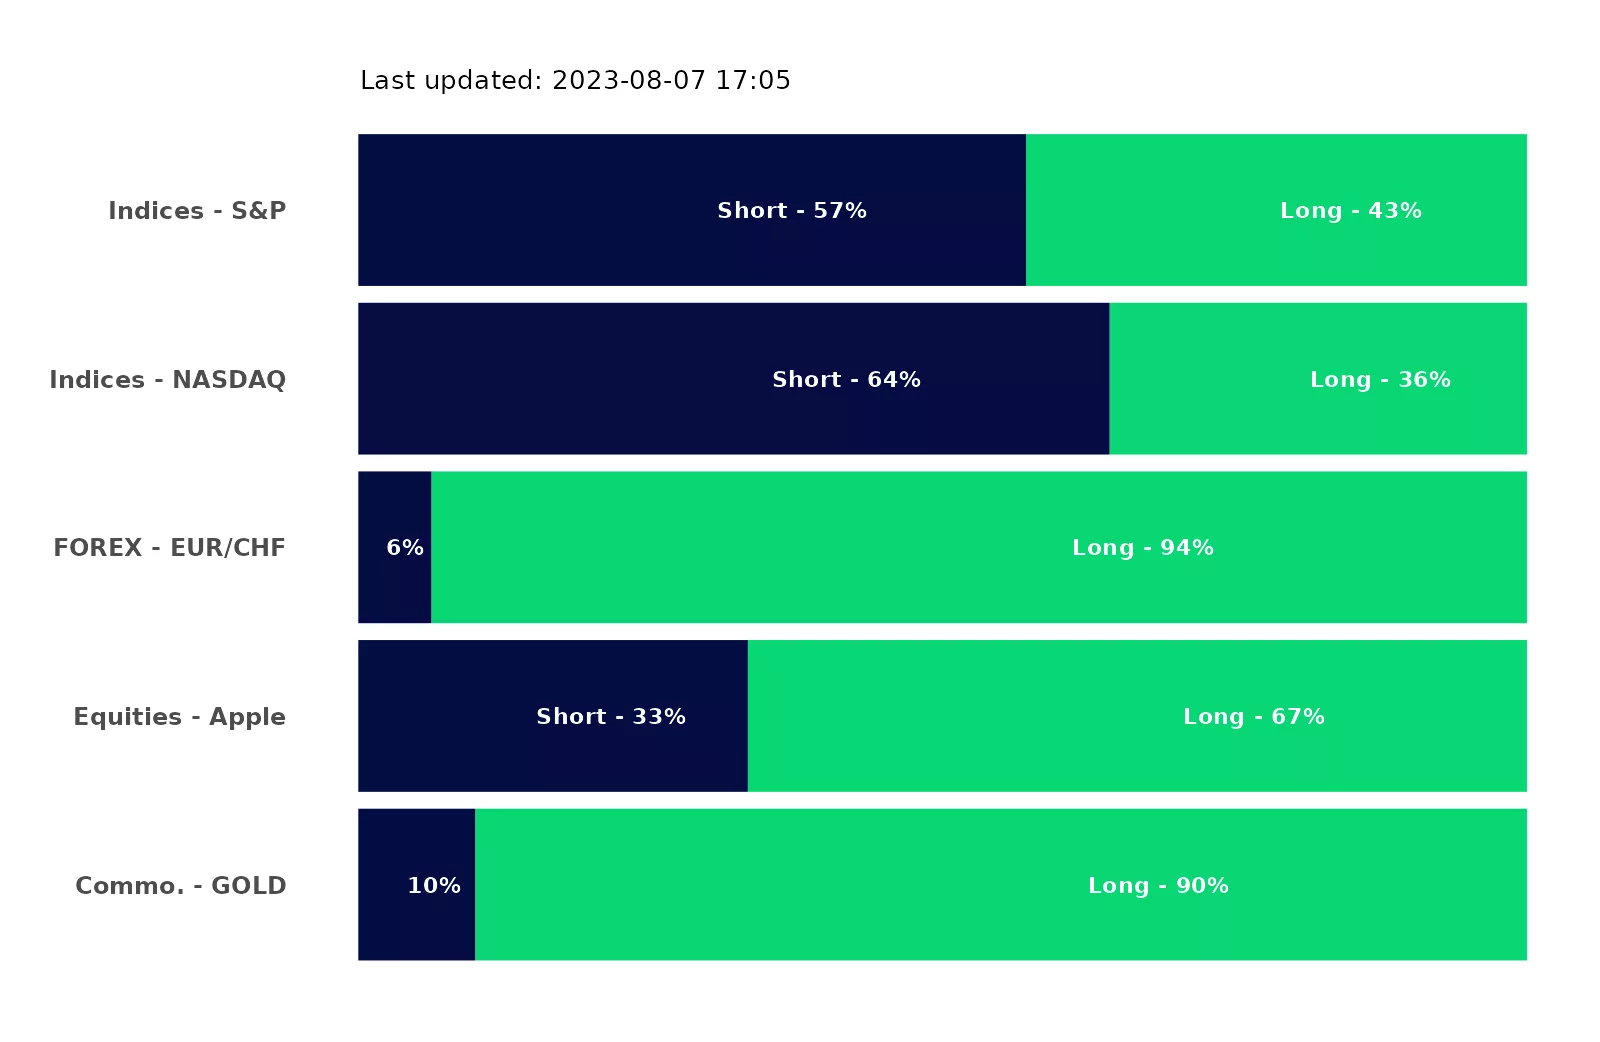 Last updated: 2023-08-07 17:05
Indices - S&P Short - 57% Long - 43%
Indices - NASDAQ Short - 64% Long - 36%
FOREX - EUR/CHF 6% Long - 94%
Equities - Apple Short - 33% Long - 67%
Commo. - GOLD 10% Long - 90%